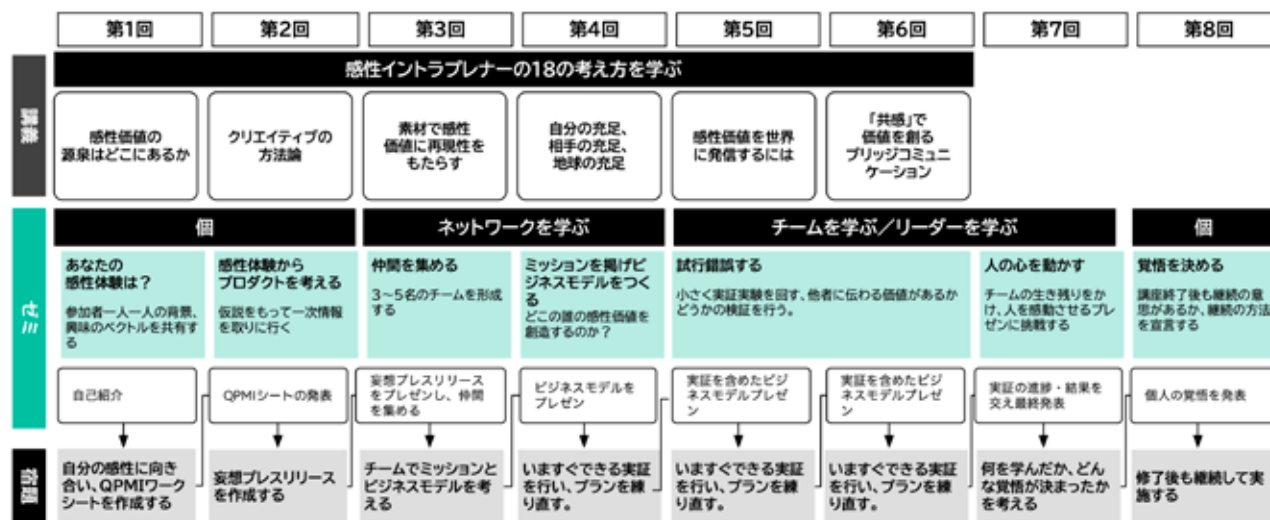 第1回
第2回
第3回
第4回
第5回
第6回
第7回
第8回
講義
感性イントラプレナーの18の考え方を学ぶ
感性価値の
源泉はどこにあるか
クリエイティブの
方法論
素材で感性
価値に再現性を
もたらす
自分の充足、
相手の充足、
地球の充足
感性価値を世界
に発信するには
「共感」で
価値を創る
ブリッジコミュニ
ケーション
ゼミ
個
ネットワークを学ぶ
チームを学ぶ／リーダーを学ぶ
個
あなたの
感性体験は？
参加者一人一人の背景、
興味のベクトルを共有す
る
感性体験から
プロダクトを考える
仮説をもって一次情報
を取りに行く
仲間を集める
3～5名のチームを形成
する
ミッションを掲げビ
ジネスモデルをつく
る
どこの誰の感性価値を
創造するのか？
試行錯誤する
小さく実証実験を回す、他者に伝わる価値があるか
どうかの検証を行う。
人の心を動かす
チームの生き残りをか
け、人を感動させるプレ
ゼンに挑戦する
覚悟を決める
講座終了後も継続の意
思があるか、継続の方法
を宣言する
自己紹介
QPMIシートの発表
妄想プレスリリース
をプレゼンし、仲間
を集める
ビジネスモデルを
プレゼン
実証を含めたビジ
ネスモデルプレゼ
ン
実証を含めたビジ
ネスモデルプレゼ
ン
実証の進捗・結果を
交え最終発表
個人の覚悟を発表
宿題
自分の感性に向き
合い、QPMIワーク
シートを作成する
妄想プレスリリース
を作成する
チームでミッションと
ビジネスモデルを考
える
いますぐできる実証
を行い、プランを練
り直す。
いますぐできる実証
を行い、プランを練
り直す。
いますぐできる実証
を行い、プランを練
り直す。
何を学んだか、どん
な覚悟が決まったか
を考える
修了後も継続して実
施する